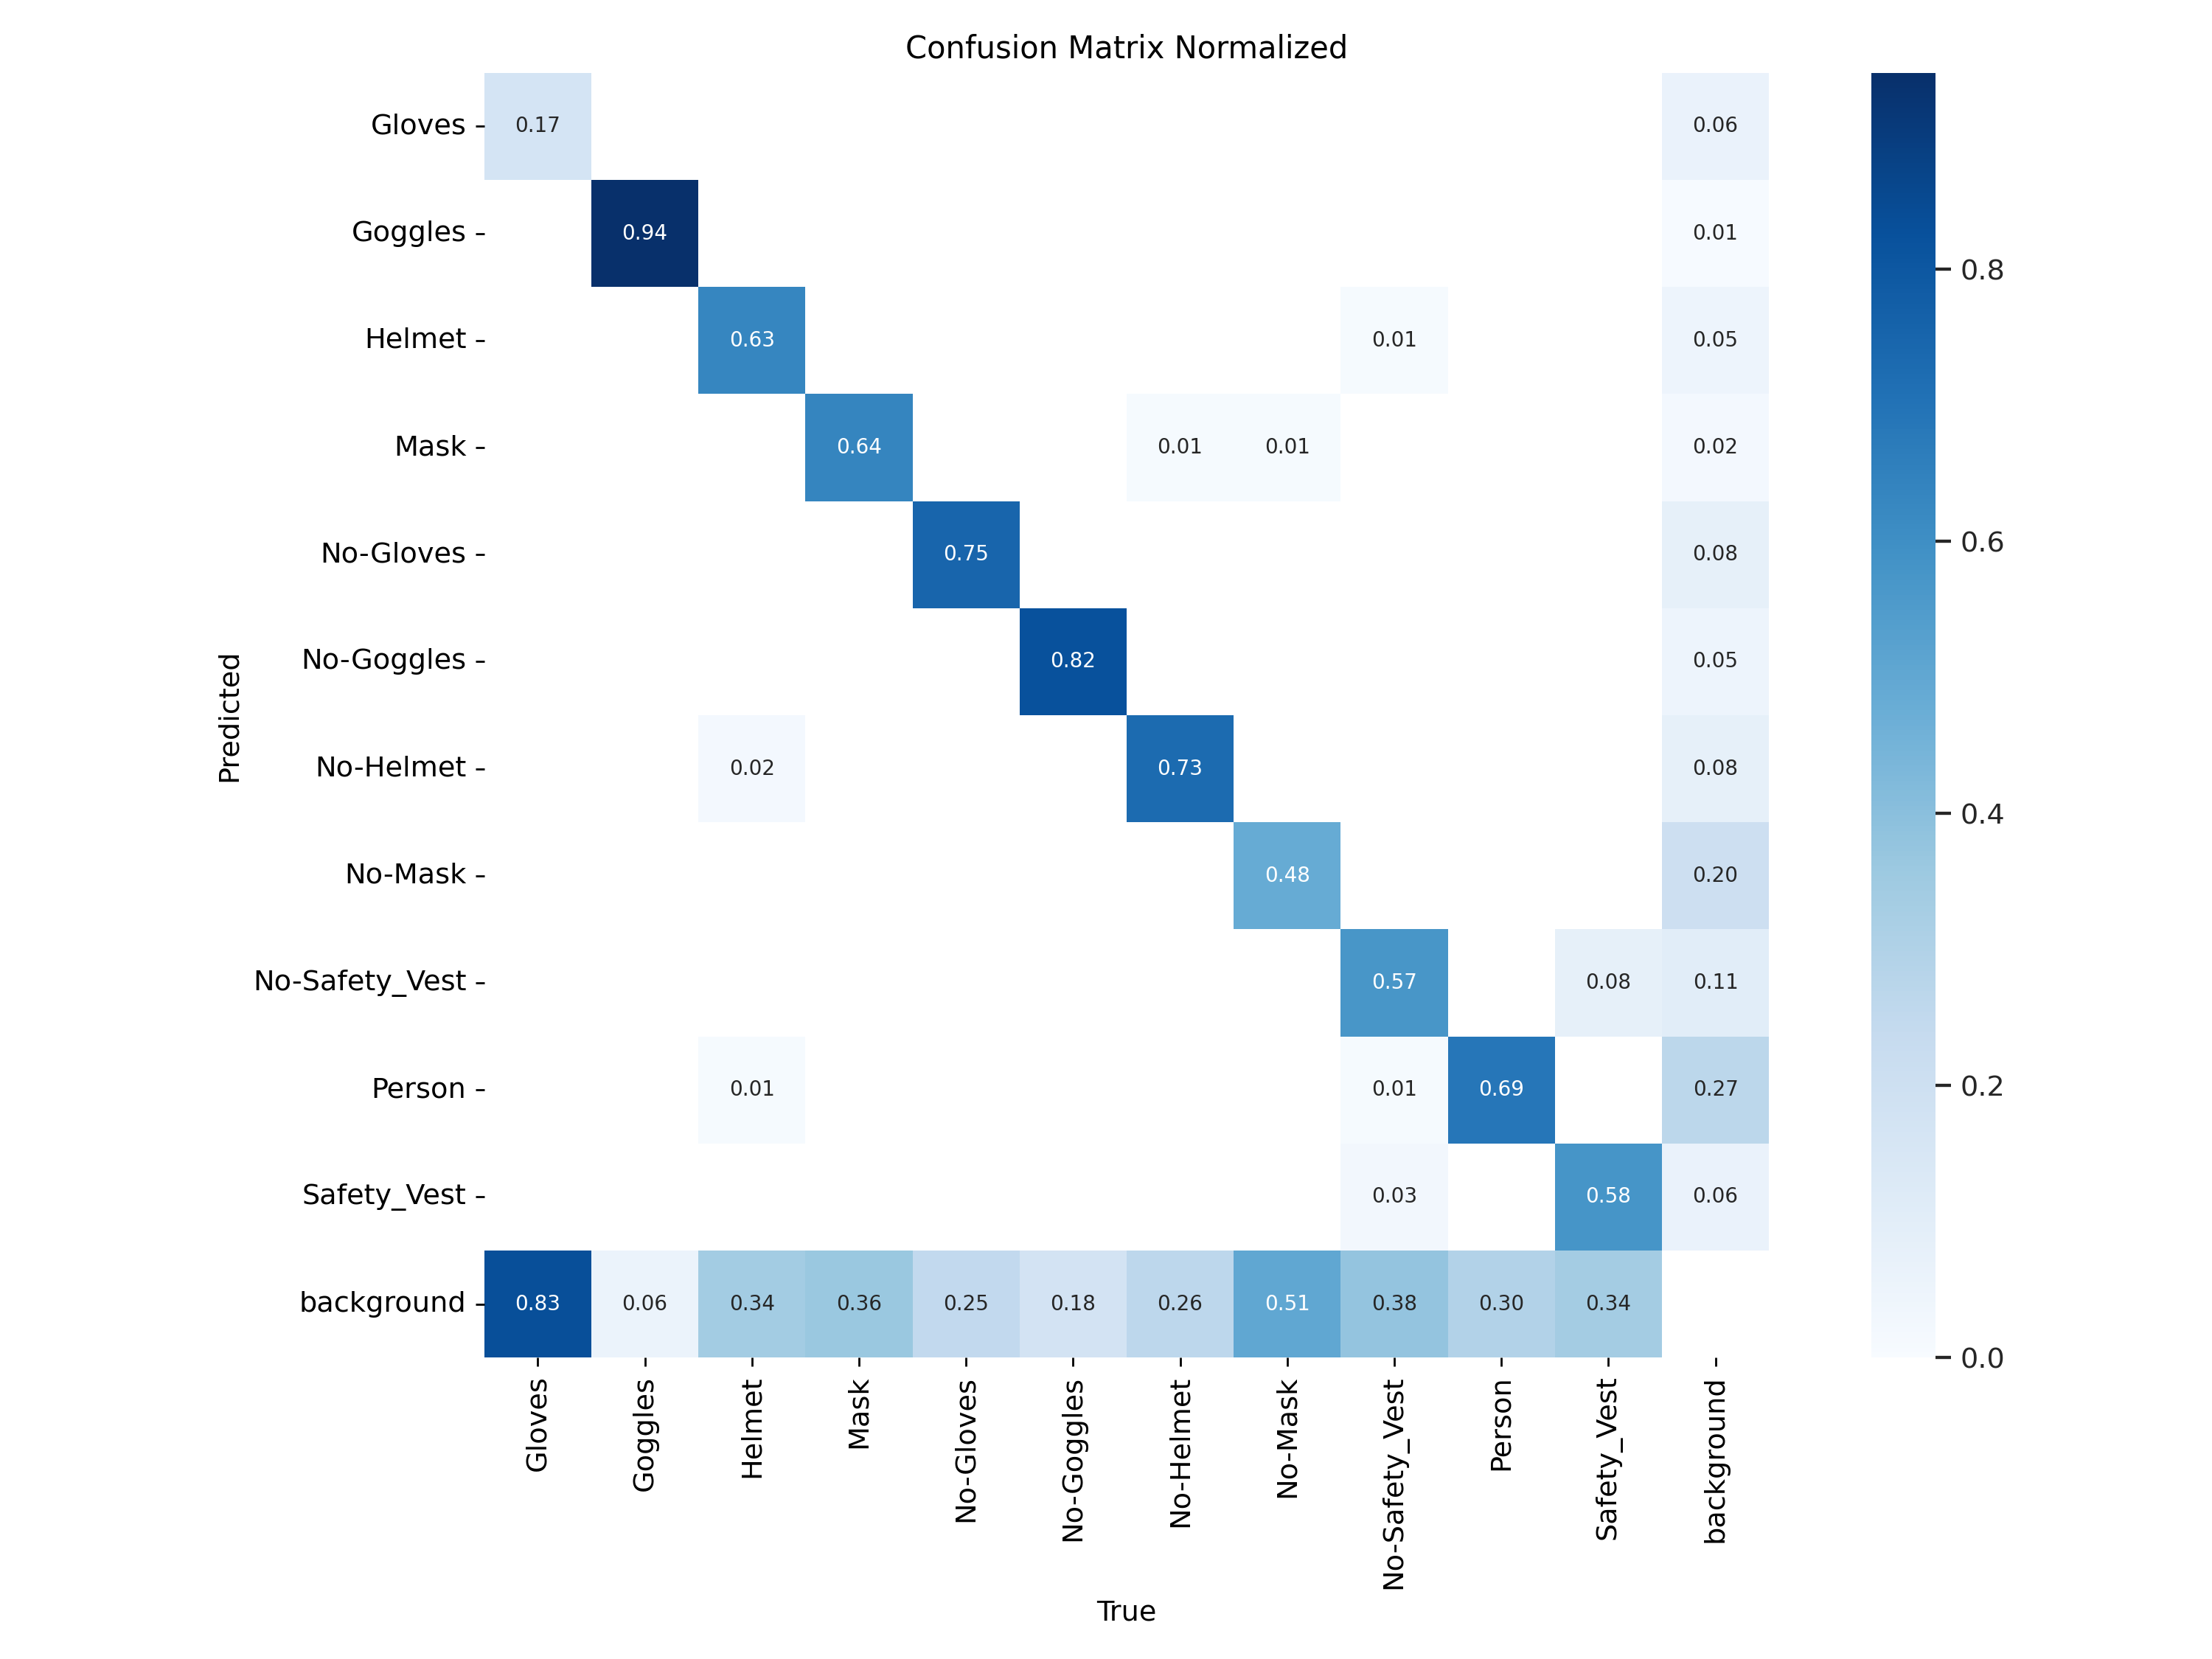 Confusion Matrix Normalized
Gloves 0.17 0.06
Goggles 0.94 0.01
0.8
Helmet 0.63 0.01 0.05
Mask 0.64 0.01 0.01 0.02
No-Gloves 0.75 0.08
0.6
No-Goggles 0.82 0.05
Predicted
No-Helmet 0.02 0.73 0.08
0.4
No-Mask 0.48 0.20
No-Safety_Vest 0.57 0.08 0.11
Person 0.01 0.01 0.69 0.27
0.2
Safety_Vest 0.03 0.58 0.06
background 0.83 0.06 0.34 0.36 0.25 0.18 0.26 0.51 0.38 0.30 0.34
0.0
Gloves
Goggles
Helmet
Mask
No-Gloves
No-Goggles
No-Helmet
No-Mask
No-Safety_Vest
Person
Safety_Vest
background
True